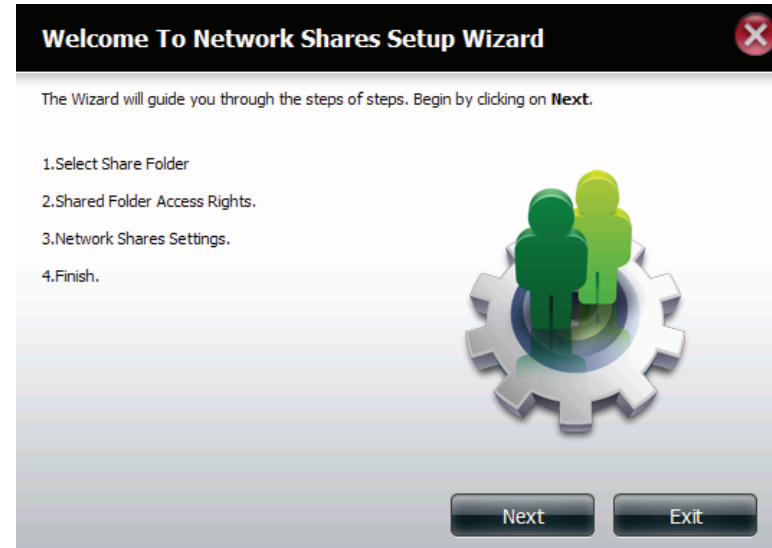 Welcome To Network Shares Setup Wizard
The Wizard will guide you through the steps of steps. Begin by clicking on Next.
1.Select Share Folder
2.Shared Folder Access Rights.
3.Network Shares Settings.
4.Finish.
Next
Exit